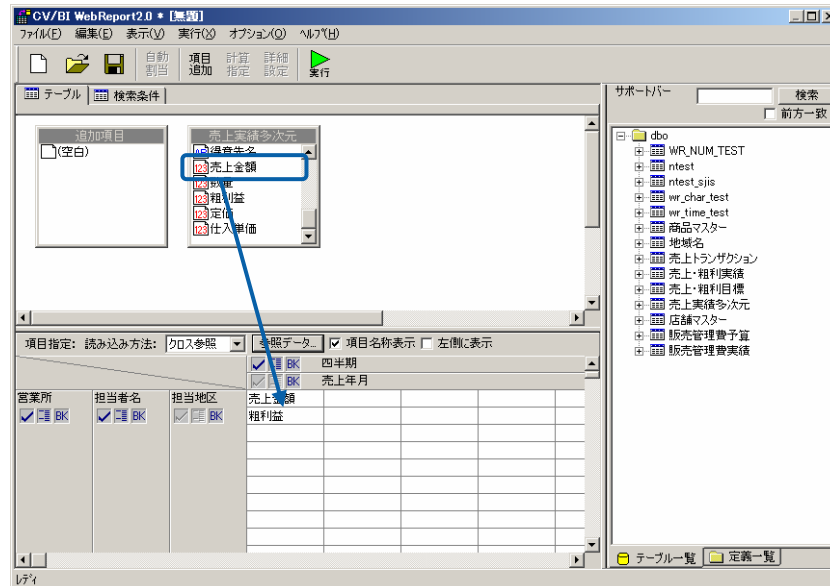 CV/BI WebReport2.0 * [無題]
ファイル(F) 編集(E) 表示(V) 実行(X) オプション(O) ヘルプ(H)
自動割当 項目追加 計算指定 詳細設定 実行
テーブル 検索条件
追加項目
(空白)
売上実績多次元
得意先名
売上金額
数量
粗利益
定価
仕入単価
項目指定: 読み込み方法: クロス参照 参照データ... 項目名称表示 左側に表示
BK 四半期
BK 売上年月
営業所 担当者名 担当地区 売上金額
BK BK BK 粗利益
サポートバー 検索
前方一致
dbo
WR_NUM_TEST
ntest
ntest_sjis
wr_char_test
wr_time_test
商品マスター
地域名
売上トランザクション
売上・粗利実績
売上・粗利目標
売上実績多次元
店舗マスター
販売管理費予算
販売管理費実績
テーブル一覧 定義一覧
レディ